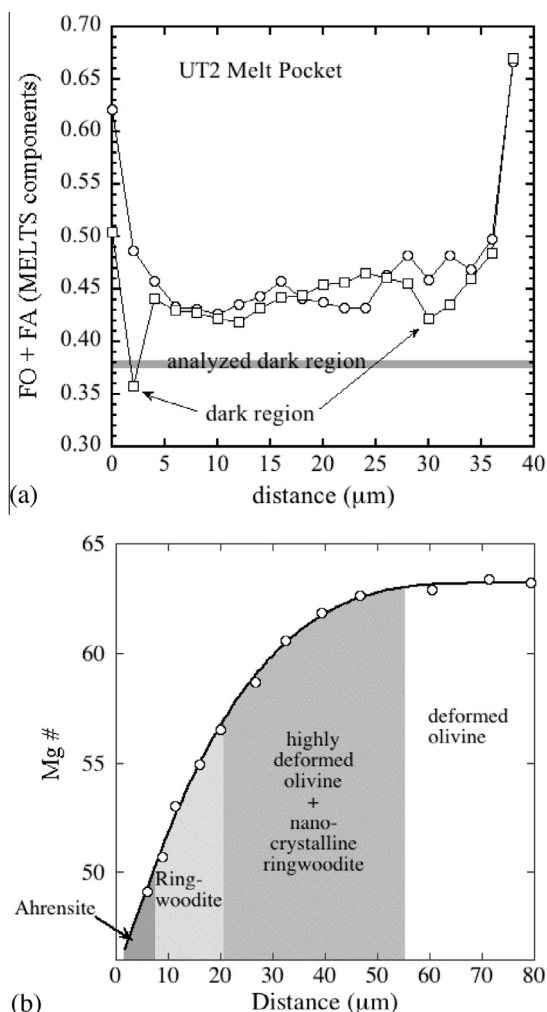 0.70
0.65
0.60
0.55
0.50
0.45
0.40
0.35
0.30
FO + FA (MELTS components)
UT2 Melt Pocket
analyzed dark region
dark region
0 5 10 15 20 25 30 35 40
distance (µm)
(a)
65
60
55
50
Mg #
Ahrensite
Ring-
woodite
highly
deformed
olivine
+
nano-
crystalline
ringwoodite
deformed
olivine
0 10 20 30 40 50 60 70 80
Distance (µm)
(b)